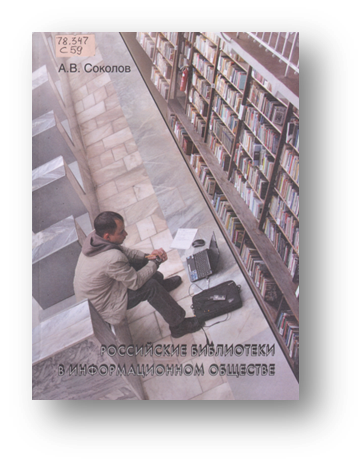 78.347
С 59
А.В. Соколов
РОССИЙСКИЕ БИБЛИОТЕКИ
В ИНФОРМАЦИОННОМ ОБЩЕСТВЕ